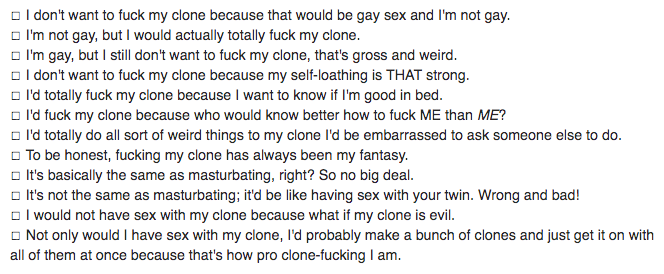 □ I don't want to fuck my clone because that would be gay sex and I'm not gay.
□ I'm not gay, but I would actually totally fuck my clone.
□ I'm gay, but I still don't want to fuck my clone, that's gross and weird.
□ I don't want to fuck my clone because my self-loathing is THAT strong.
□ I'd totally fuck my clone because I want to know if I'm good in bed.
□ I'd fuck my clone because who would know better how to fuck ME than ME?
□ I'd totally do all sort of weird things to my clone I'd be embarrassed to ask someone else to do.
□ To be honest, fucking my clone has always been my fantasy.
□ It's basically the same as masturbating, right? So no big deal.
□ It's not the same as masturbating; it'd be like having sex with your twin. Wrong and bad!
□ I would not have sex with my clone because what if my clone is evil.
□ Not only would I have sex with my clone, I'd probably make a bunch of clones and just get it on with
all of them at once because that's how pro clone-fucking I am.